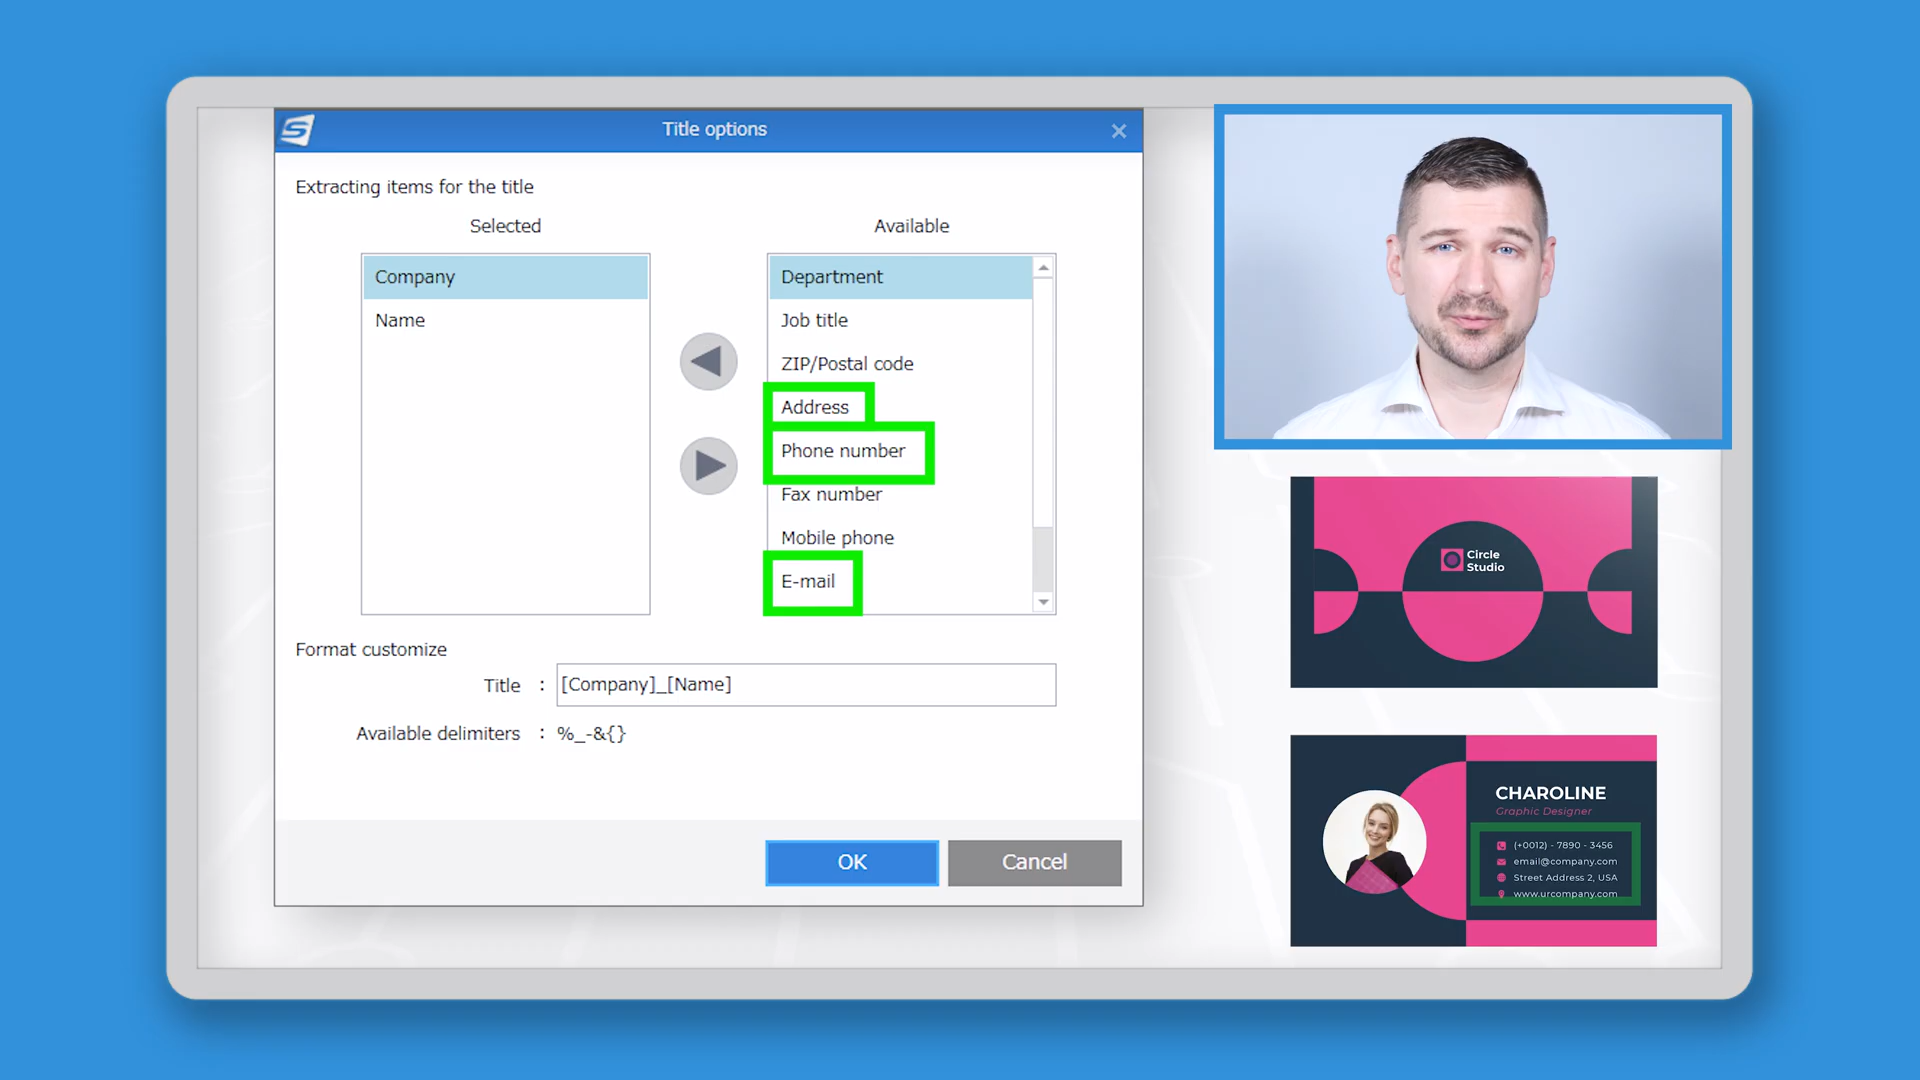 Title options
Extracting items for the title
Selected
Available
Company
Name
Department
Job title
ZIP/Postal code
Address
Phone number
Fax number
Mobile phone
E-mail
Format customize
Title : [Company]_[Name]
Available delimiters : %_-&{}
OK
Cancel
Circle
Studio
CHAROLINE
Graphic Designer
(+0012) - 7890 - 3456
email@company.com
Street Address 2, USA
www.urcompany.com